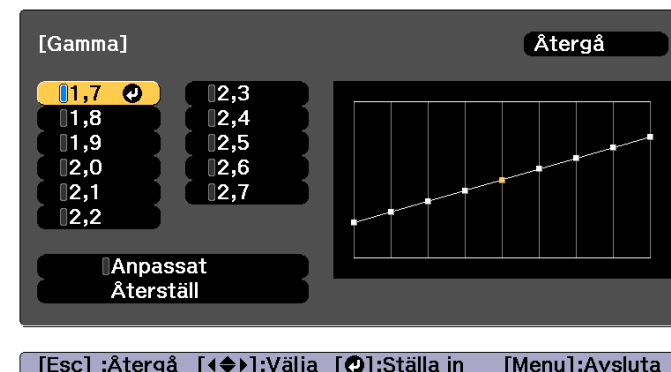 [Gamma] Återgå
1,7 2,3
1,8 2,4
1,9 2,5
2,0 2,6
2,1 2,7
2,2
Anpassat
Återställ
[Esc] :Återgå [ ]:Välja [ ]:Ställa in [Menu]:Avsluta